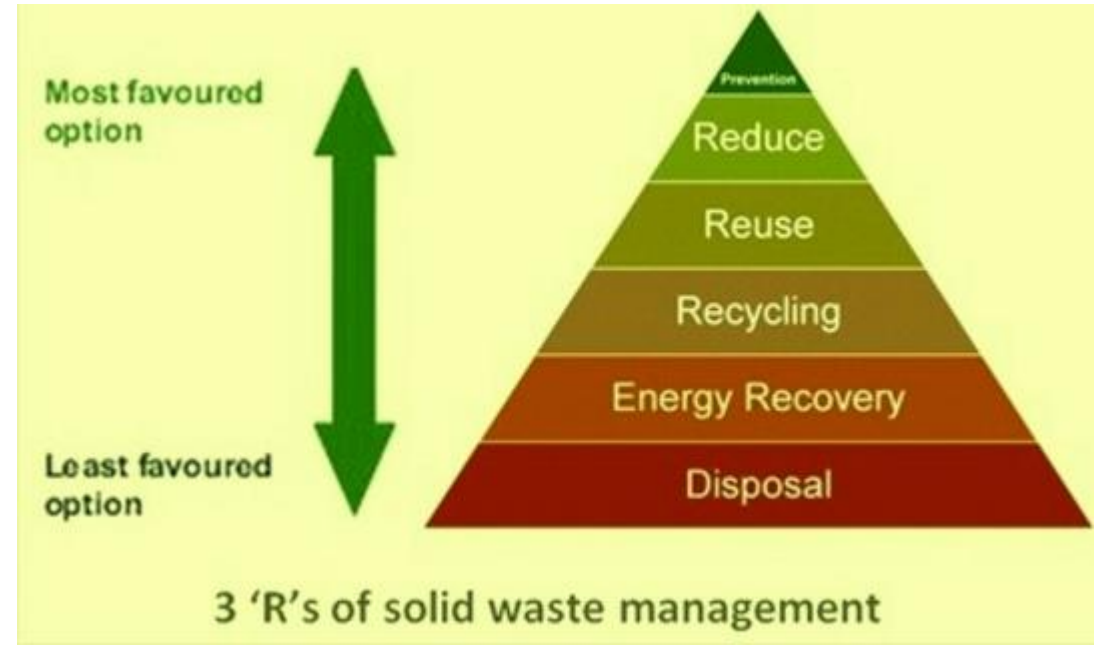 Most favoured
option
Prevention
Reduce
Reuse
Recycling
Energy Recovery
Least favoured
option
Disposal
3 ‘R’s of solid waste management